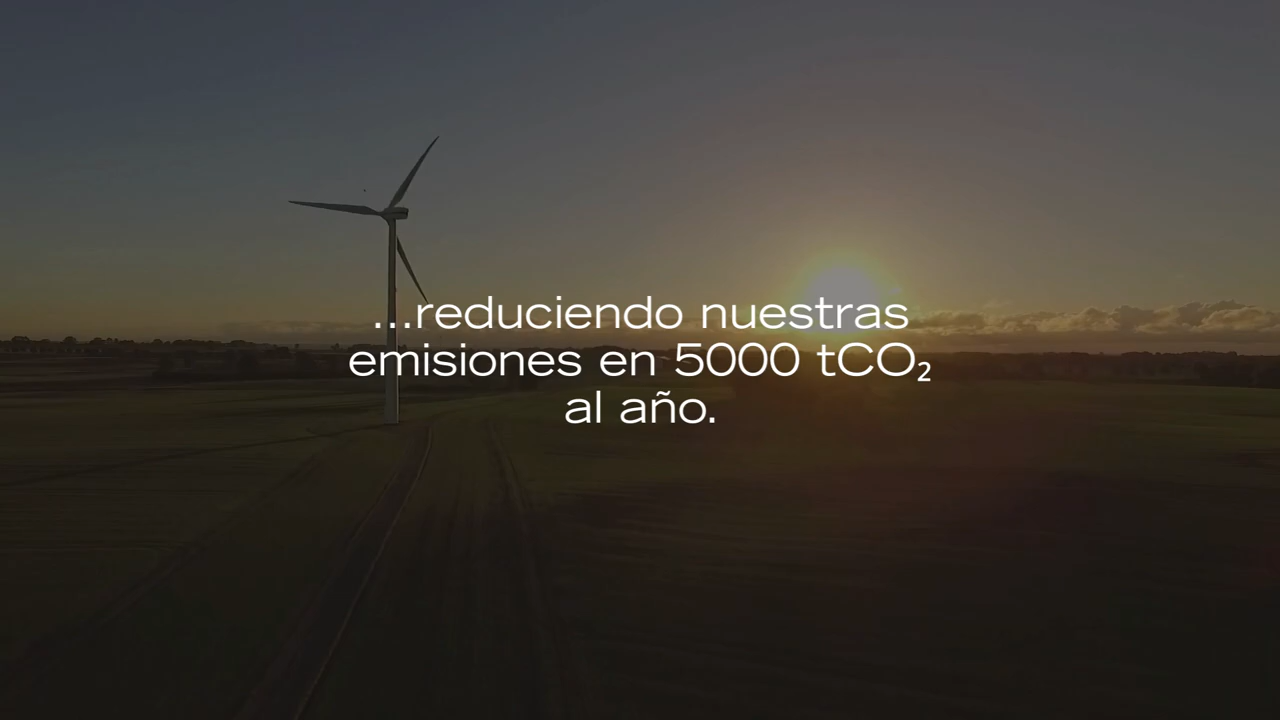 ...reduciendo nuestras
emisiones en 5000 tCO₂
al año.